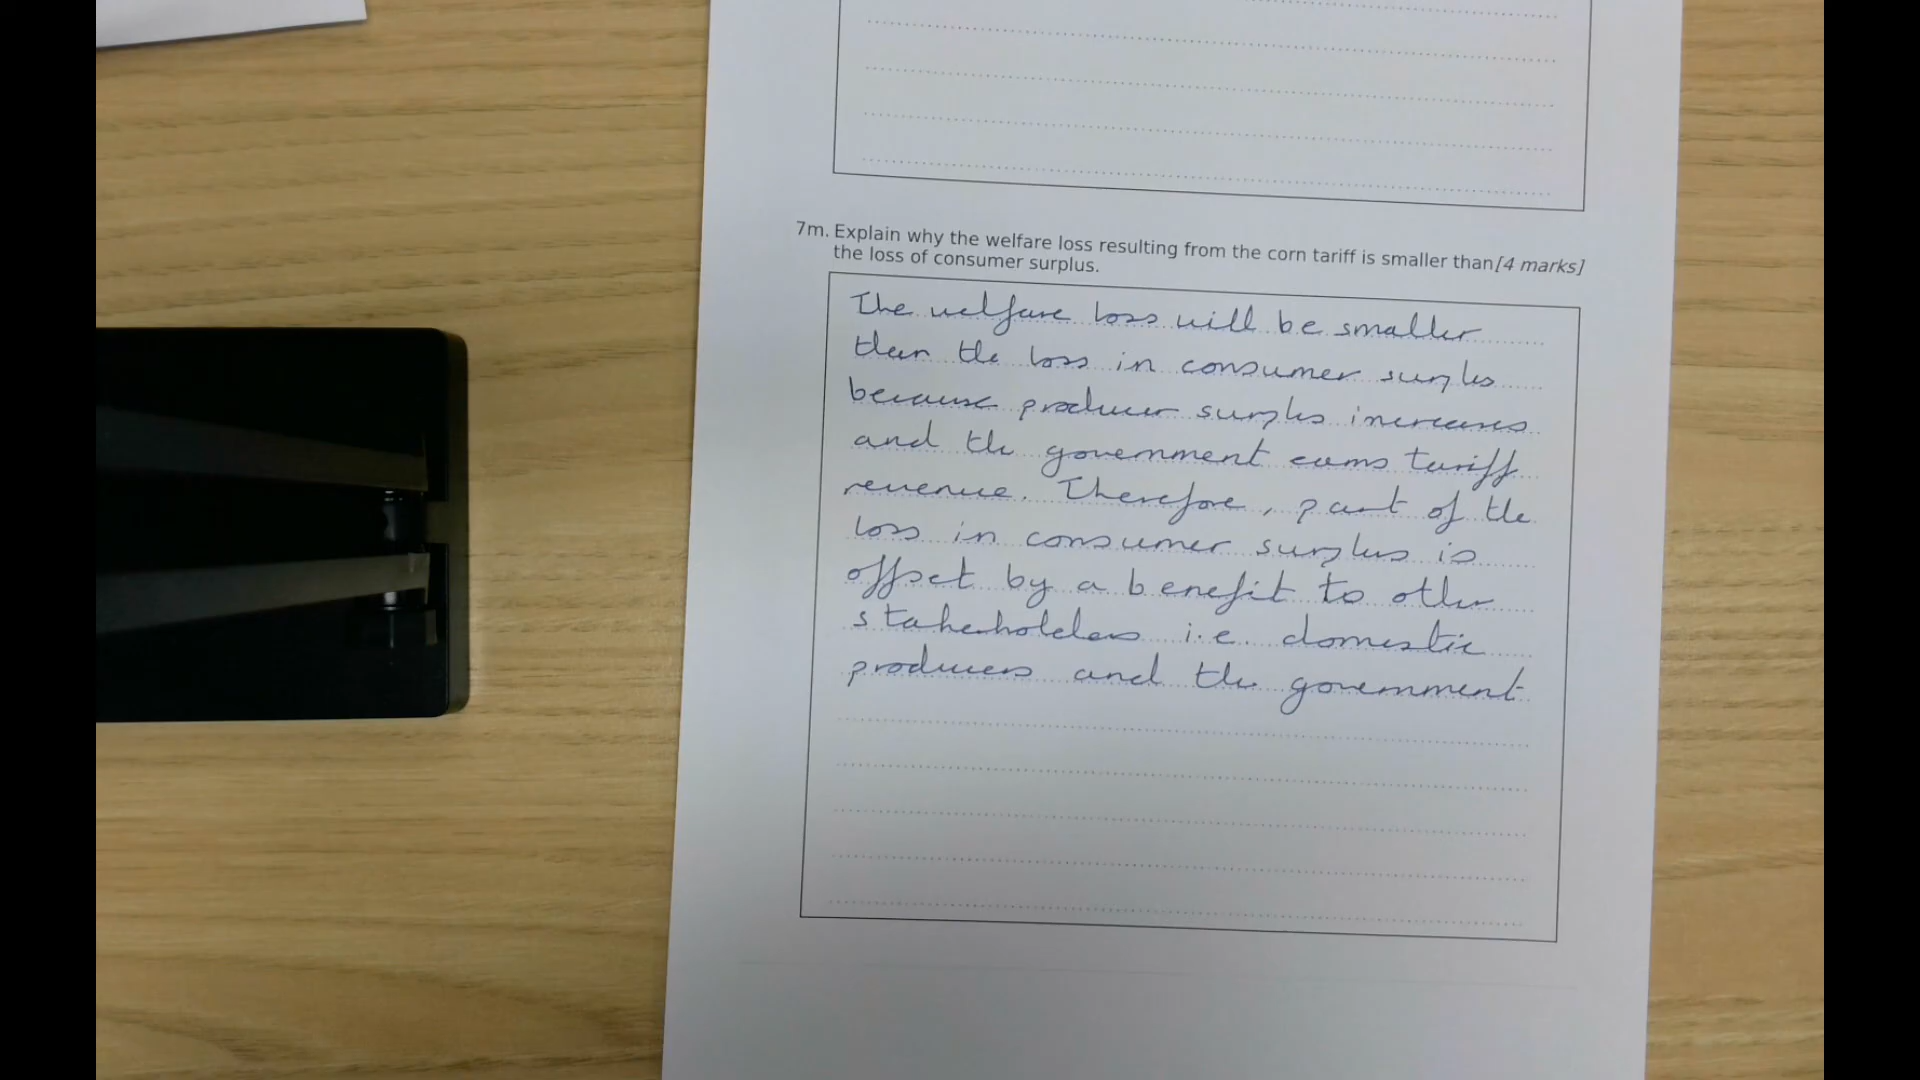 7m. Explain why the welfare loss resulting from the corn tariff is smaller than [4 marks]
the loss of consumer surplus.
The welfare loss will be smaller
than the loss in consumer surplus
because producer surplus increases
and the government earns tariff
revenue. Therefore, part of the
loss in consumer surplus is
offset by a benefit to other
stakeholders i.e. domestic
producers and the government